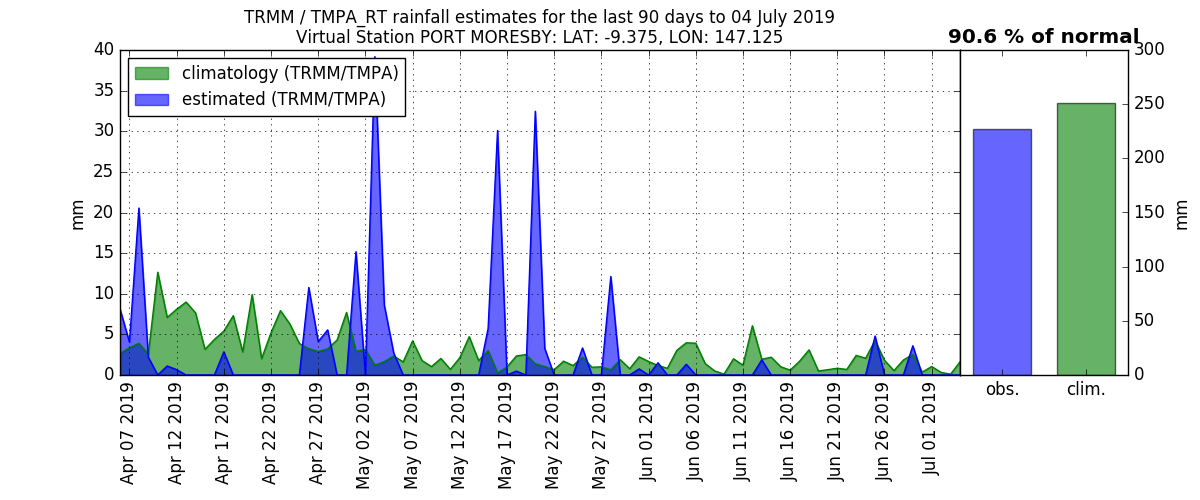 TRMM / TMPA_RT rainfall estimates for the last 90 days to 04 July 2019
Virtual Station PORT MORESBY: LAT: -9.375, LON: 147.125
90.6 % of normal
climatology (TRMM/TMPA)
estimated (TRMM/TMPA)
mm
40
35
30
25
20
15
10
5
0
Apr 07 2019
Apr 12 2019
Apr 17 2019
Apr 22 2019
Apr 27 2019
May 02 2019
May 07 2019
May 12 2019
May 17 2019
May 22 2019
May 27 2019
Jun 01 2019
Jun 06 2019
Jun 11 2019
Jun 16 2019
Jun 21 2019
Jun 26 2019
Jul 01 2019
obs.
clim.
300
250
200
150
100
50
0
mm